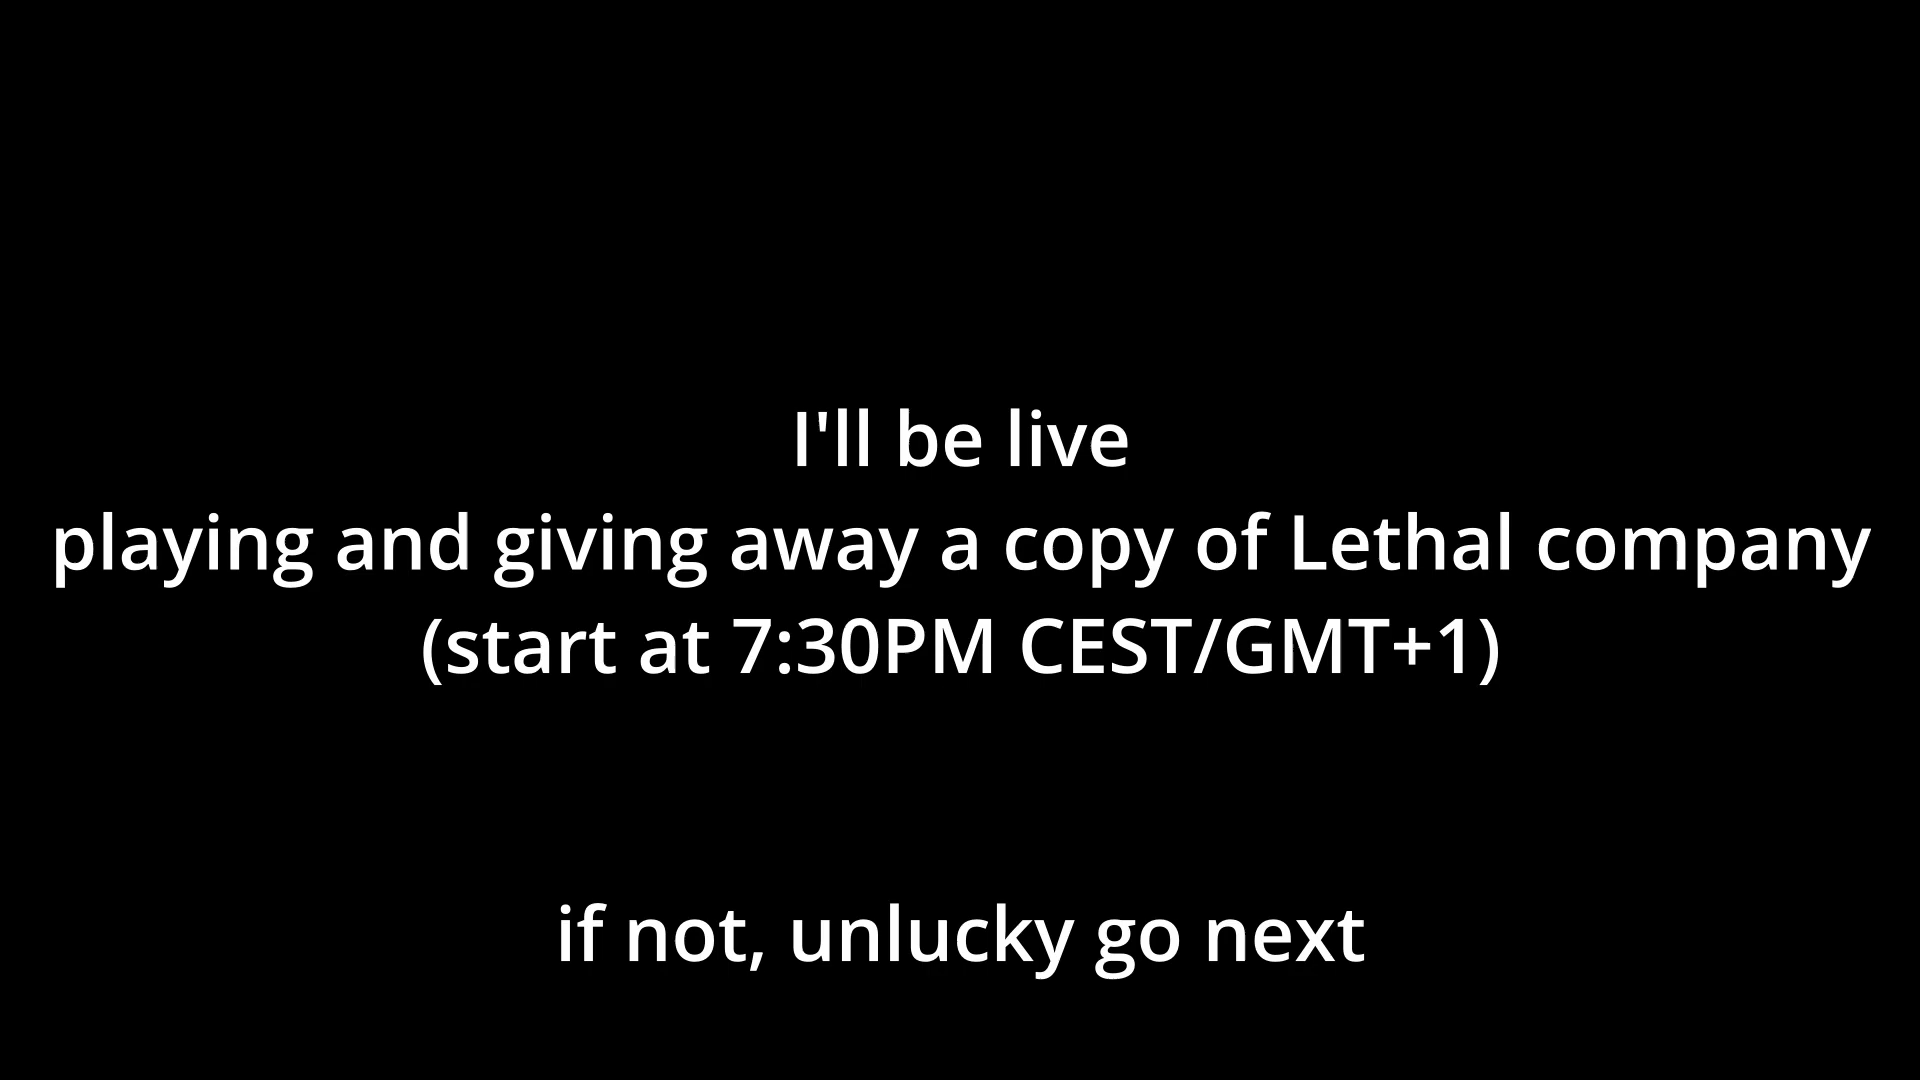 I'll be live
playing and giving away a copy of Lethal company
(start at 7:30PM CEST/GMT+1)
if not, unlucky go next